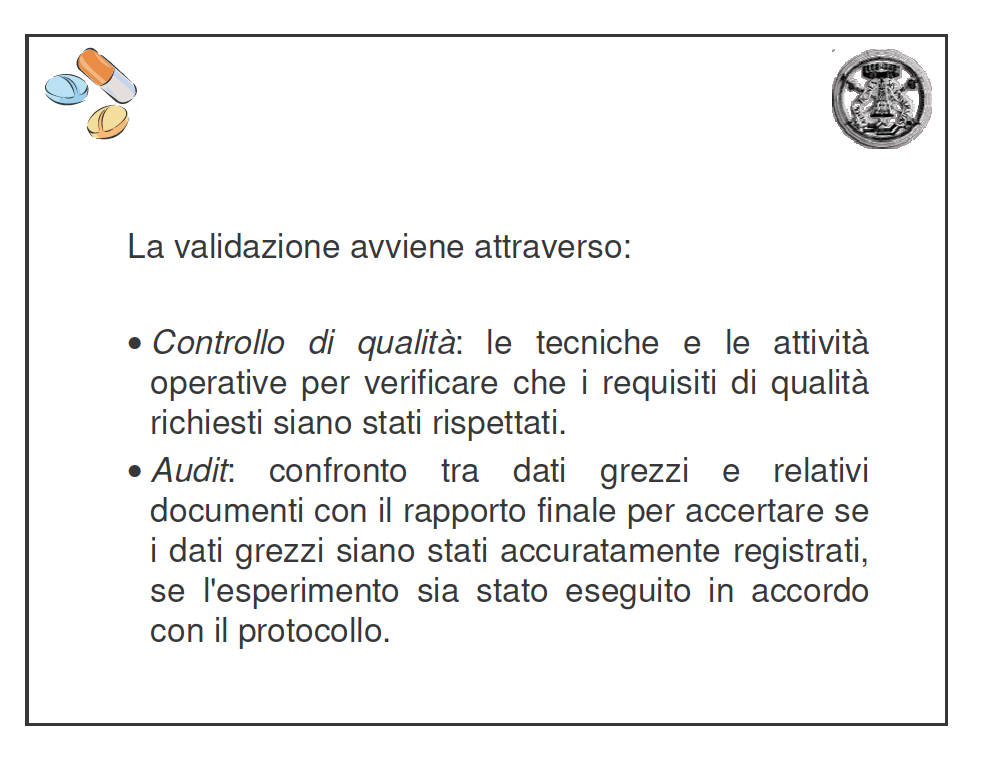 La validazione avviene attraverso:
• Controllo di qualità: le tecniche e le attività
operative per verificare che i requisiti di qualità
richiesti siano stati rispettati.
• Audit: confronto tra dati grezzi e relativi
documenti con il rapporto finale per accertare se
i dati grezzi siano stati accuratamente registrati,
se l'esperimento sia stato eseguito in accordo
con il protocollo.